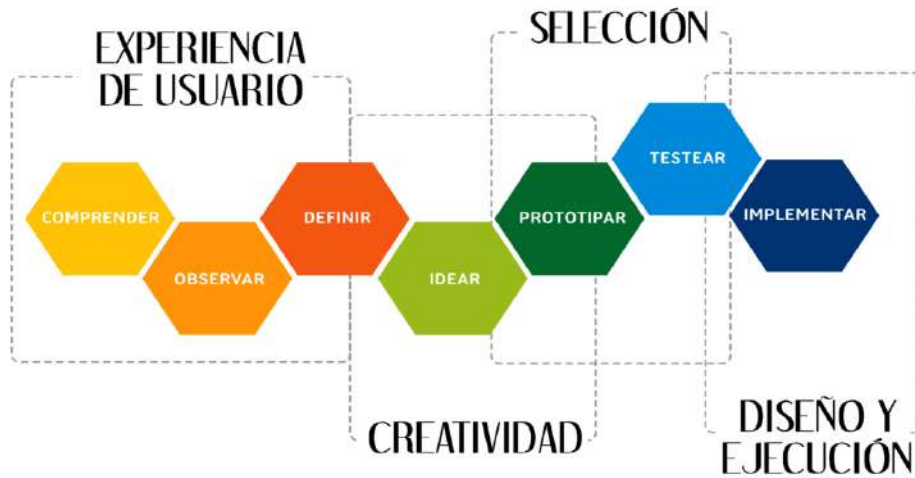 EXPERIENCIA
DE USUARIO
SELECCIÓN
COMPRENDER
OBSERVAR
DEFINIR
IDEAR
PROTOTIPAR
TESTEAR
IMPLEMENTAR
CREATIVIDAD
DISEÑO Y
EJECUCIÓN